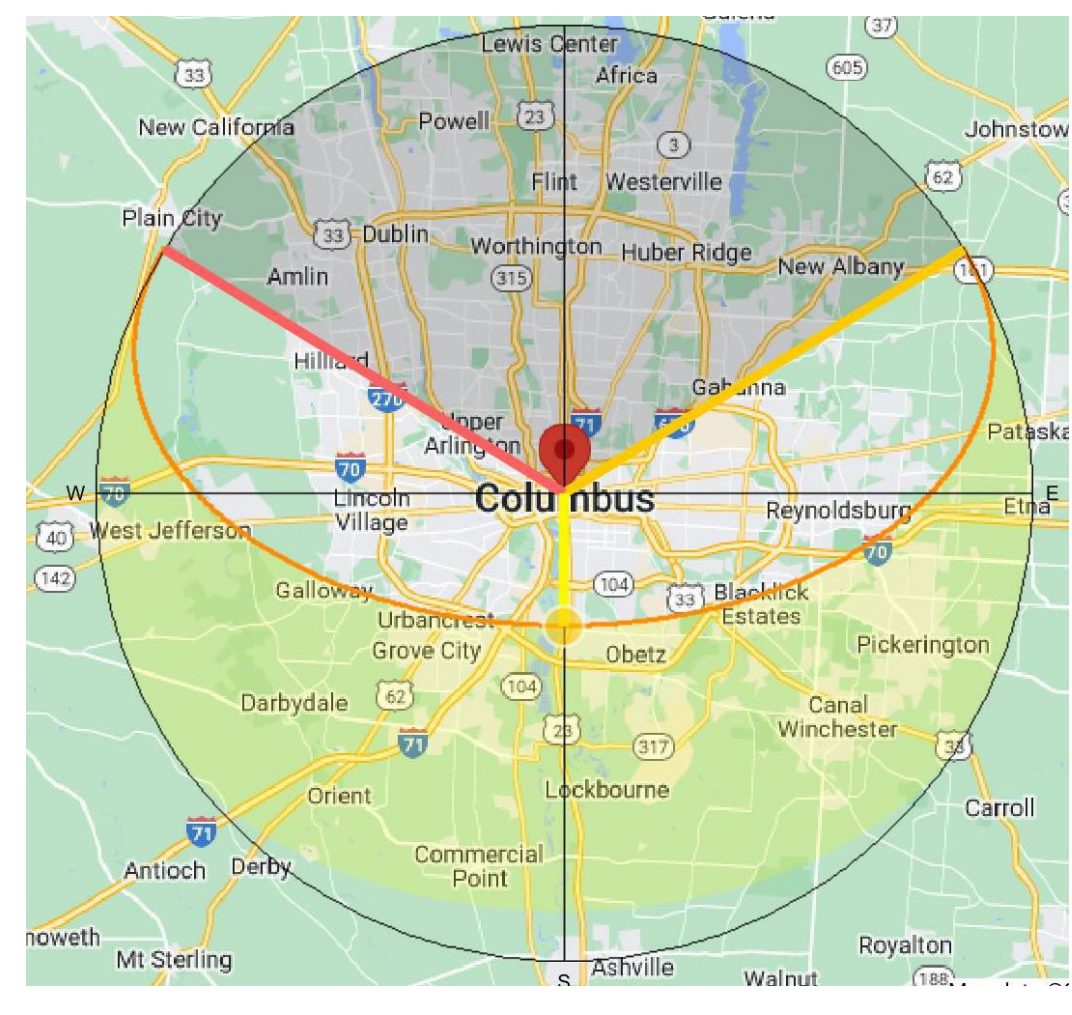 Lewis Center
Africa
37
605
33
New California
Powell
23
3
Johnstow
Flint
Westerville
62
Plain City
33
Dublin
Worthington
Huber Ridge
New Albany
161
Amlin
315
Hilliard
270
Gahanna
Upper
Arlington
71
670
Pataska
70
W
70
Columbus
E
Lincoln
Village
Reynoldsburg
Etna
40
West Jefferson
70
142
Galloway
104
33
Blacklick
Estates
Urbancrest
Grove City
Obetz
Pickerington
Darbydale
62
104
Canal
Winchester
23
71
317
33
Orient
Lockbourne
71
Carroll
Antioch
Derby
Commercial
Point
noweth
Mt Sterling
Royalton
Ashville
Walnut
188
S